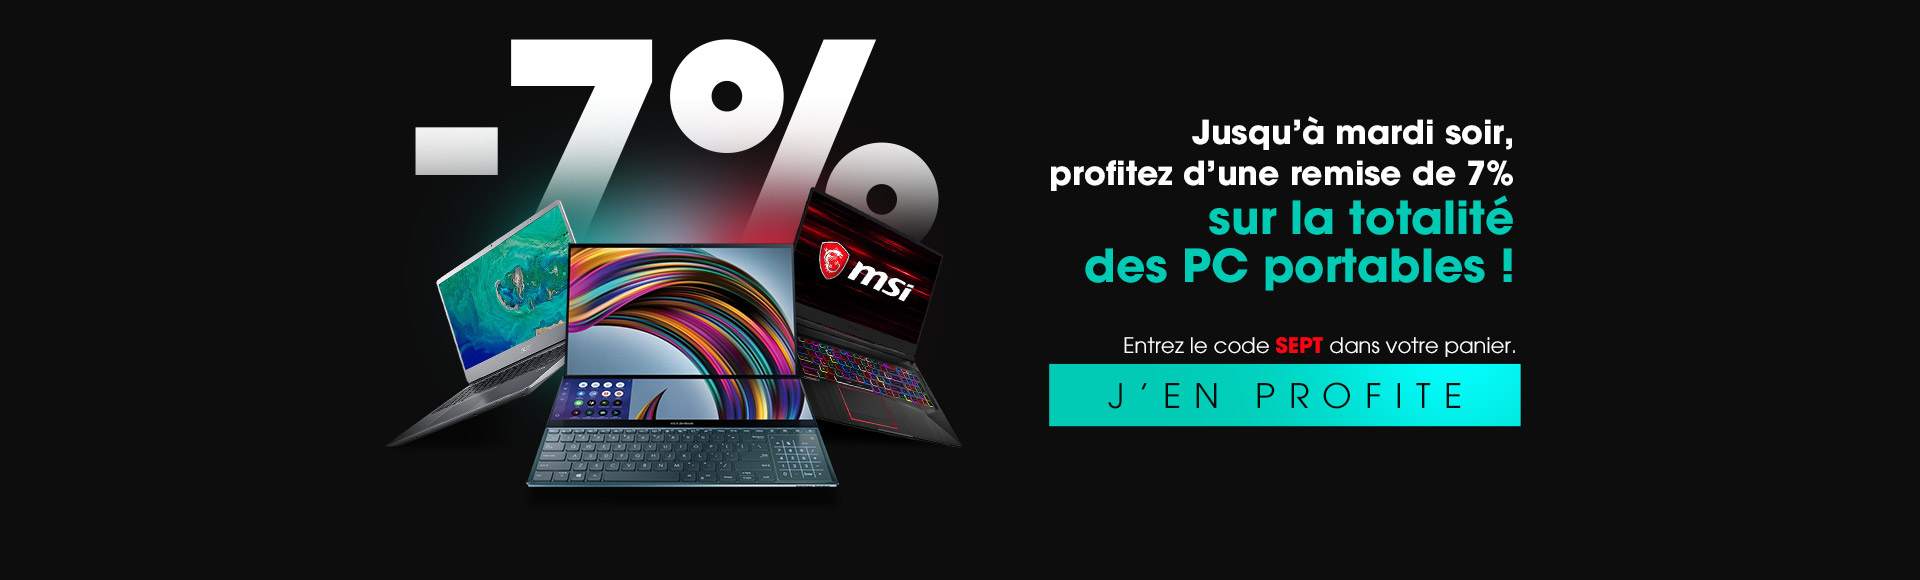 -7%
msi
Jusqu'à mardi soir,
profitez d'une remise de 7%
sur la totalité
des PC portables !
Entrez le code SEPT dans votre panier.
J'EN PROFITE